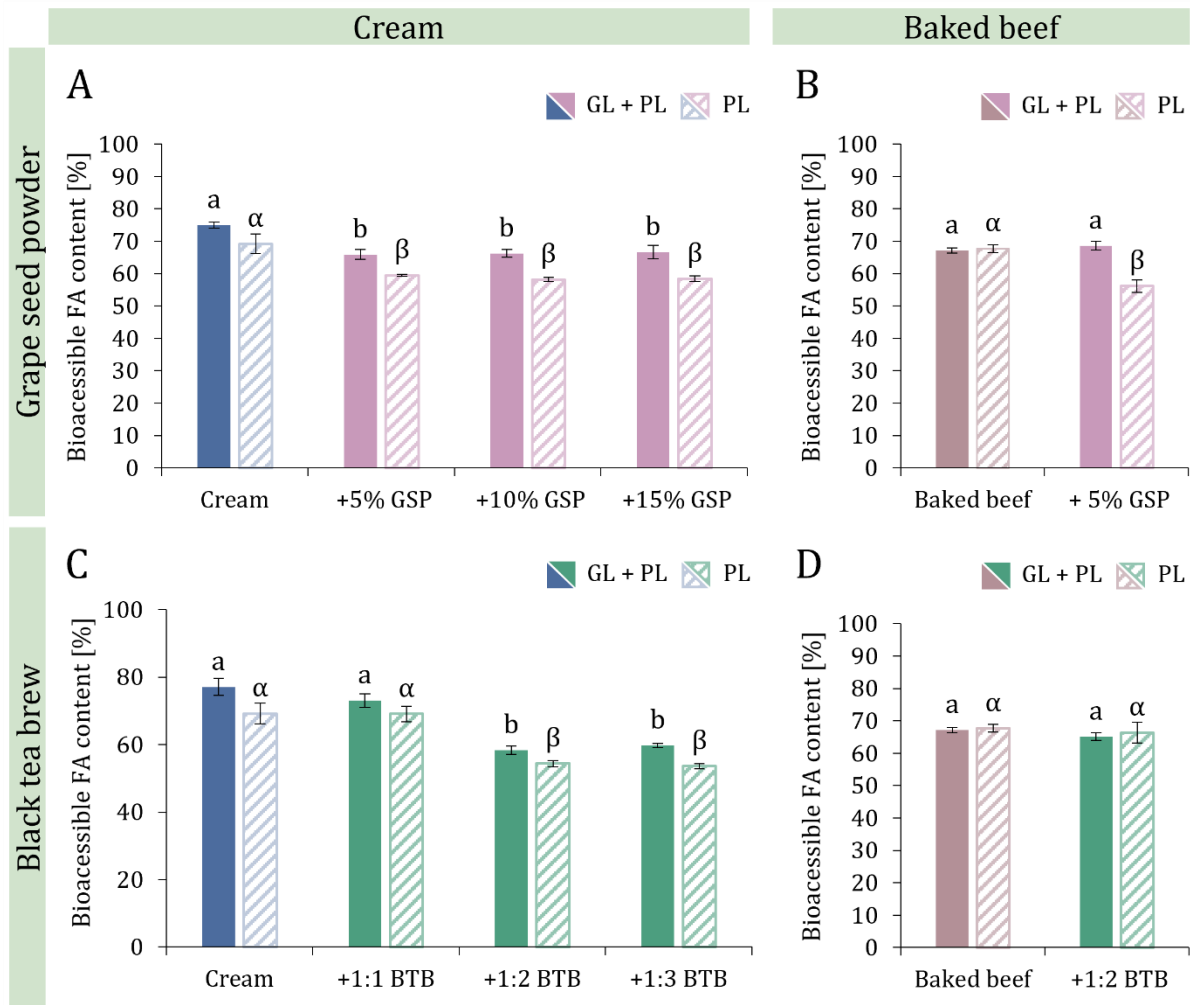 Cream
Baked beef
Grape seed powder
A
GL + PL PL
Bioacessible FA content [%]
100
90
80
70
60
50
40
30
20
10
0
a α b β b β b β
Cream +5% GSP +10% GSP +15% GSP
B
GL + PL PL
Bioacessible FA content [%]
100
90
80
70
60
50
40
30
20
10
0
a α a β
Baked beef + 5% GSP
Black tea brew
C
GL + PL PL
Bioacessible FA content [%]
100
80
60
40
20
0
a α a α b β b β
Cream +1:1 BTB +1:2 BTB +1:3 BTB
D
GL + PL PL
Bioacessible FA content [%]
100
90
80
70
60
50
40
30
20
10
0
a α a α
Baked beef +1:2 BTB